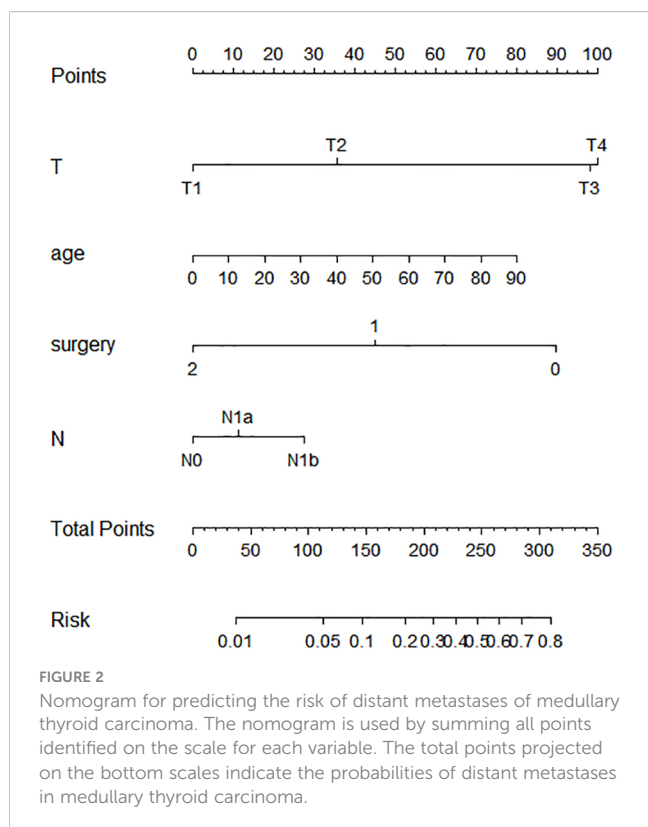 0 10 20 30 40 50 60 70 80 90 100
Points
T2 T4
T
T1 T3
age
0 10 20 30 40 50 60 70 80 90
1
surgery
2 0
N1a
N
N0 N1b
Total Points
0 50 100 150 200 250 300 350
Risk
0.01 0.05 0.1 0.2 0.3 0.4 0.5 0.6 0.7 0.8
FIGURE 2
Nomogram for predicting the risk of distant metastases of medullary
thyroid carcinoma. The nomogram is used by summing all points
identified on the scale for each variable. The total points projected
on the bottom scales indicate the probabilities of distant metastases
in medullary thyroid carcinoma.